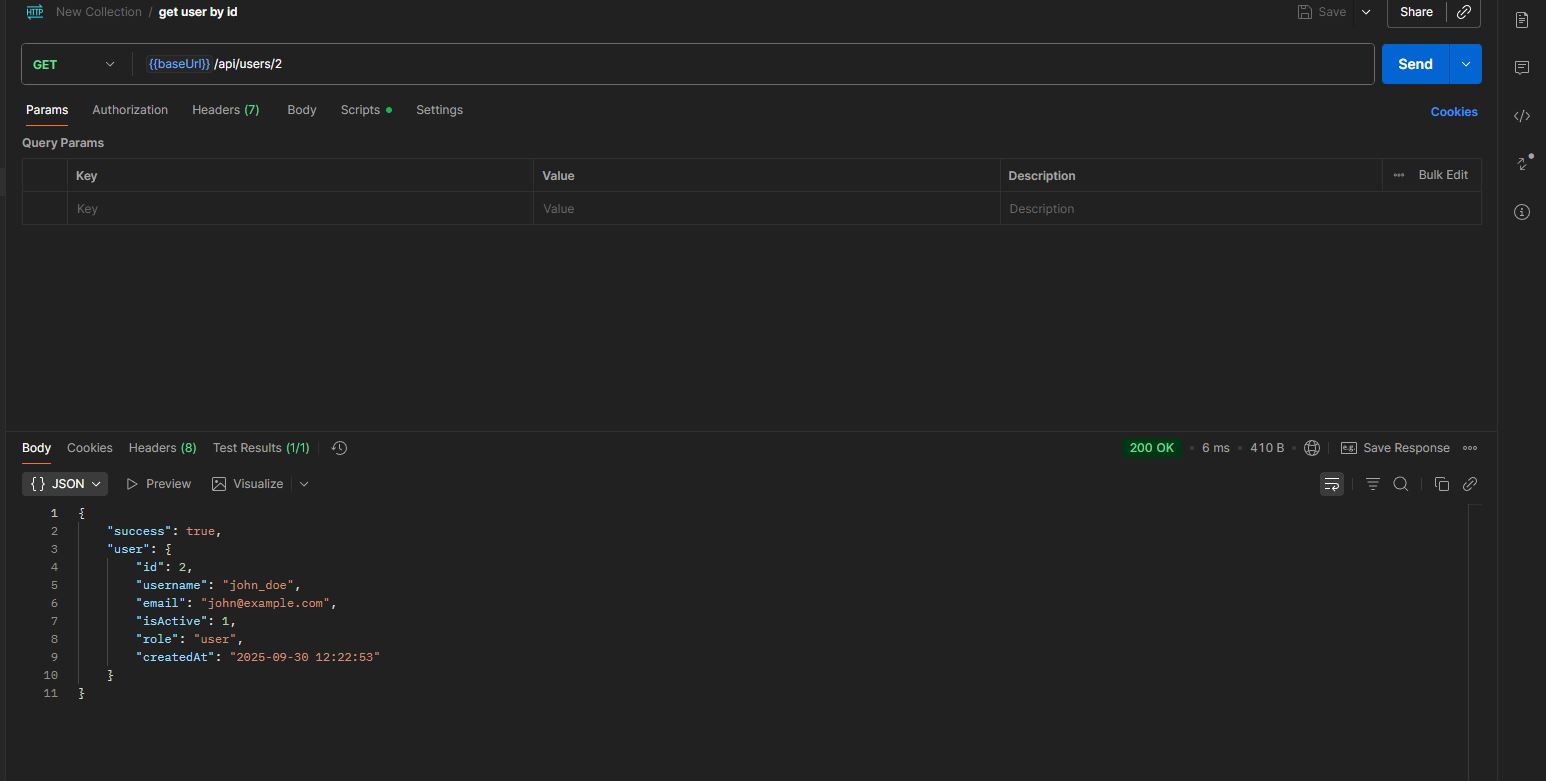 HTTP New Collection / get user by id Save Share
GET {{baseUrl}} /api/users/2 Send
Params Authorization Headers (7) Body Scripts Settings Cookies
Query Params
Key Value Description ••• Bulk Edit
Key Value Description
Body Cookies Headers (8) Test Results (1/1) 200 OK • 6 ms • 410 B • e.g. Save Response •••
{} JSON Preview Visualize
1 {
2 "success": true,
3 "user": {
4 "id": 2,
5 "username": "john_doe",
6 "email": "john@example.com",
7 "isActive": 1,
8 "role": "user",
9 "createdAt": "2025-09-30 12:22:53"
10 }
11 }